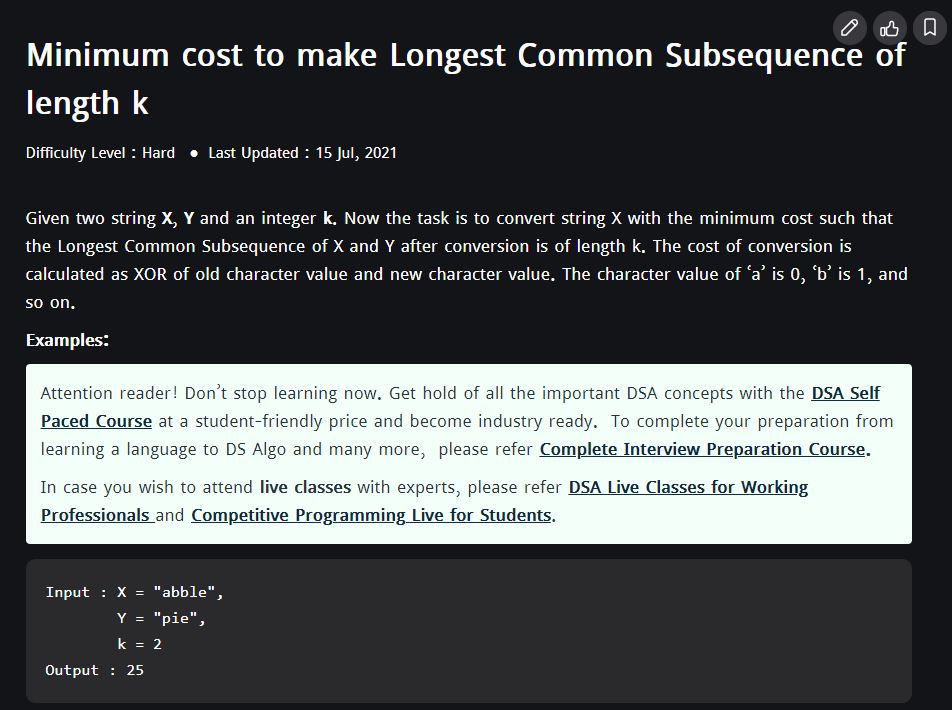 Minimum cost to make Longest Common Subsequence of
length k
Difficulty Level : Hard ● Last Updated : 15 Jul, 2021
Given two string X, Y and an integer k. Now the task is to convert string X with the minimum cost such that
the Longest Common Subsequence of X and Y after conversion is of length k. The cost of conversion is
calculated as XOR of old character value and new character value. The character value of ‘a’ is 0, ‘b’ is 1, and
so on.
Examples:
Attention reader! Don’t stop learning now. Get hold of all the important DSA concepts with the DSA Self
Paced Course at a student-friendly price and become industry ready. To complete your preparation from
learning a language to DS Algo and many more, please refer Complete Interview Preparation Course.
In case you wish to attend live classes with experts, please refer DSA Live Classes for Working
Professionals and Competitive Programming Live for Students.
Input : X = "abble",
Y = "pie",
k = 2
Output : 25